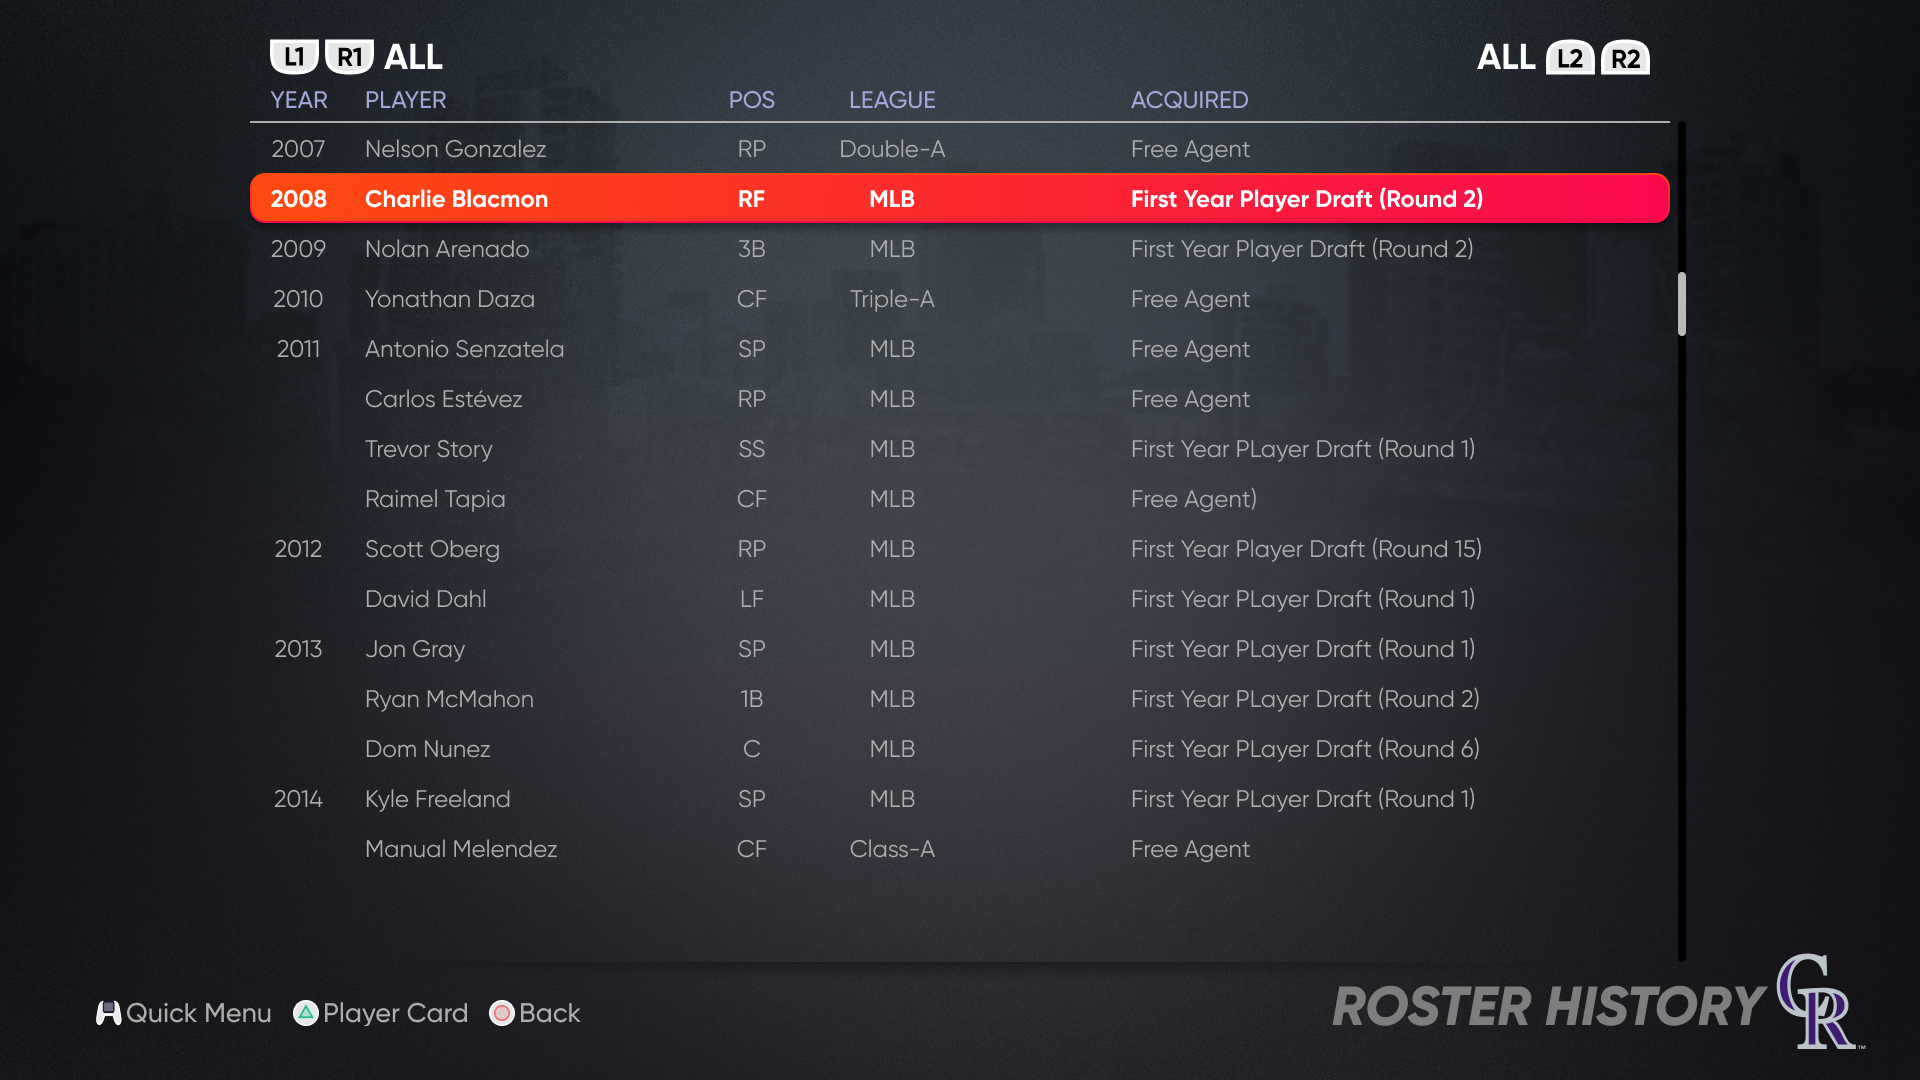 L1 R1 ALL ALL L2 R2
YEAR PLAYER POS LEAGUE ACQUIRED
2007 Nelson Gonzalez RP Double-A Free Agent
2008 Charlie Blacmon RF MLB First Year Player Draft (Round 2)
2009 Nolan Arenado 3B MLB First Year PLayer Draft (Round 2)
2010 Yonathan Daza CF Triple-A Free Agent
2011 Antonio Senzatela SP MLB Free Agent
Carlos Estévez RP MLB Free Agent
Trevor Story SS MLB First Year PLayer Draft (Round 1)
Raimel Tapia CF MLB Free Agent)
2012 Scott Oberg RP MLB First Year Player Draft (Round 15)
David Dahl LF MLB First Year PLayer Draft (Round 1)
2013 Jon Gray SP MLB First Year PLayer Draft (Round 1)
Ryan McMahon 1B MLB First Year PLayer Draft (Round 2)
Dom Nunez C MLB First Year PLayer Draft (Round 6)
2014 Kyle Freeland SP MLB First Year PLayer Draft (Round 1)
Manual Melendez CF Class-A Free Agent
Quick Menu Player Card Back ROSTER HISTORY CR™